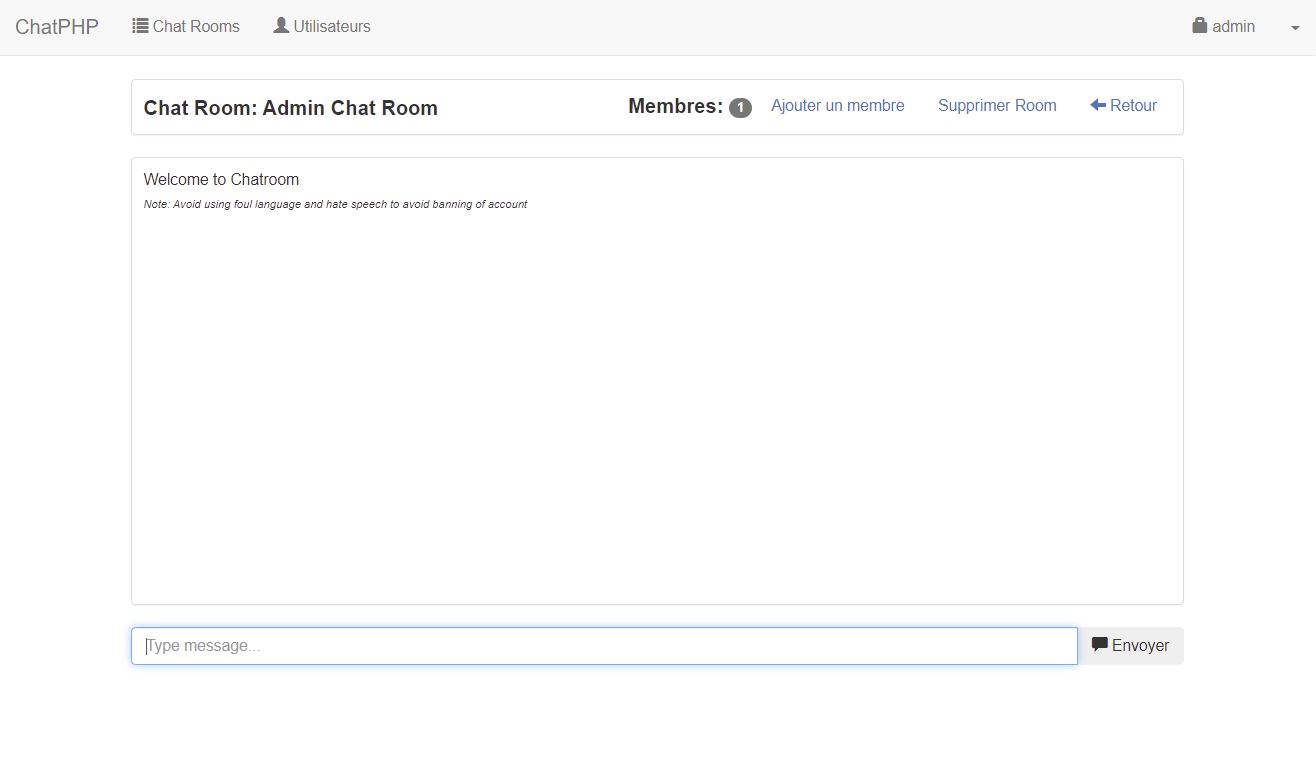 ChatPHP Chat Rooms Utilisateurs admin
Chat Room: Admin Chat Room Membres: 1 Ajouter un membre Supprimer Room Retour
Welcome to Chatroom
Note: Avoid using foul language and hate speech to avoid banning of account
Type message... Envoyer